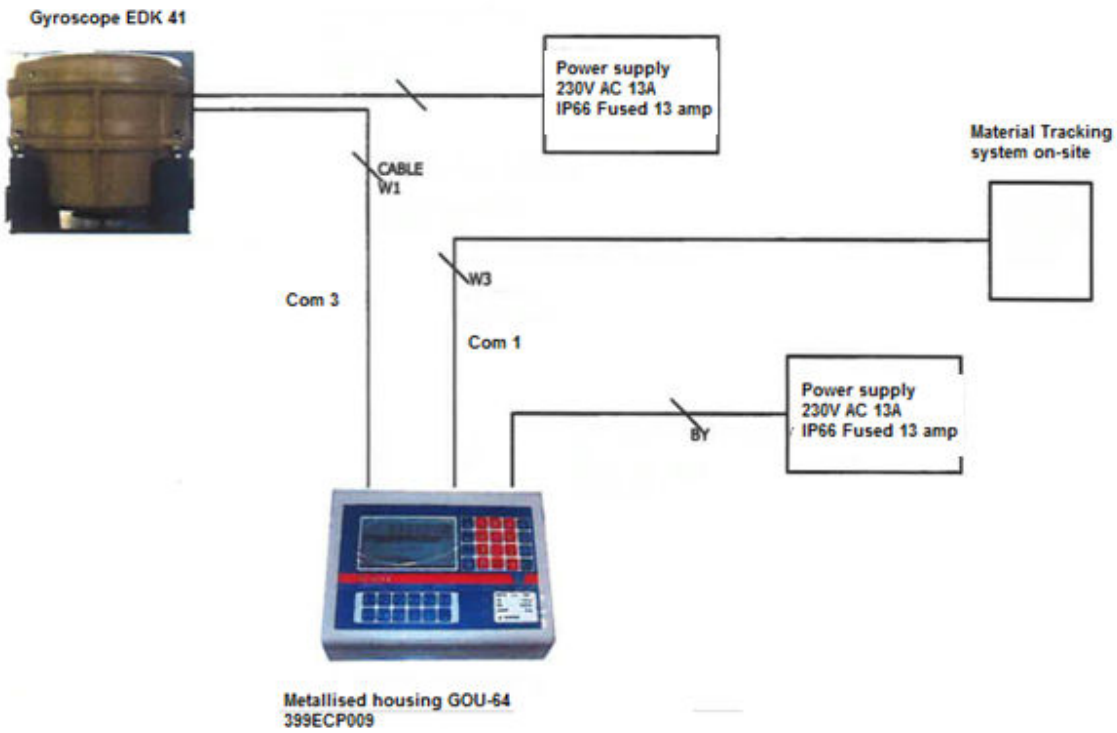 Gyroscope EDK 41
Power supply
230V AC 13A
IP66 Fused 13 amp
Material Tracking
system on-site
CABLE
W1
W3
Com 3
Com 1
Power supply
230V AC 13A
IP66 Fused 13 amp
BY
Metallised housing GOU-64
399ECP009